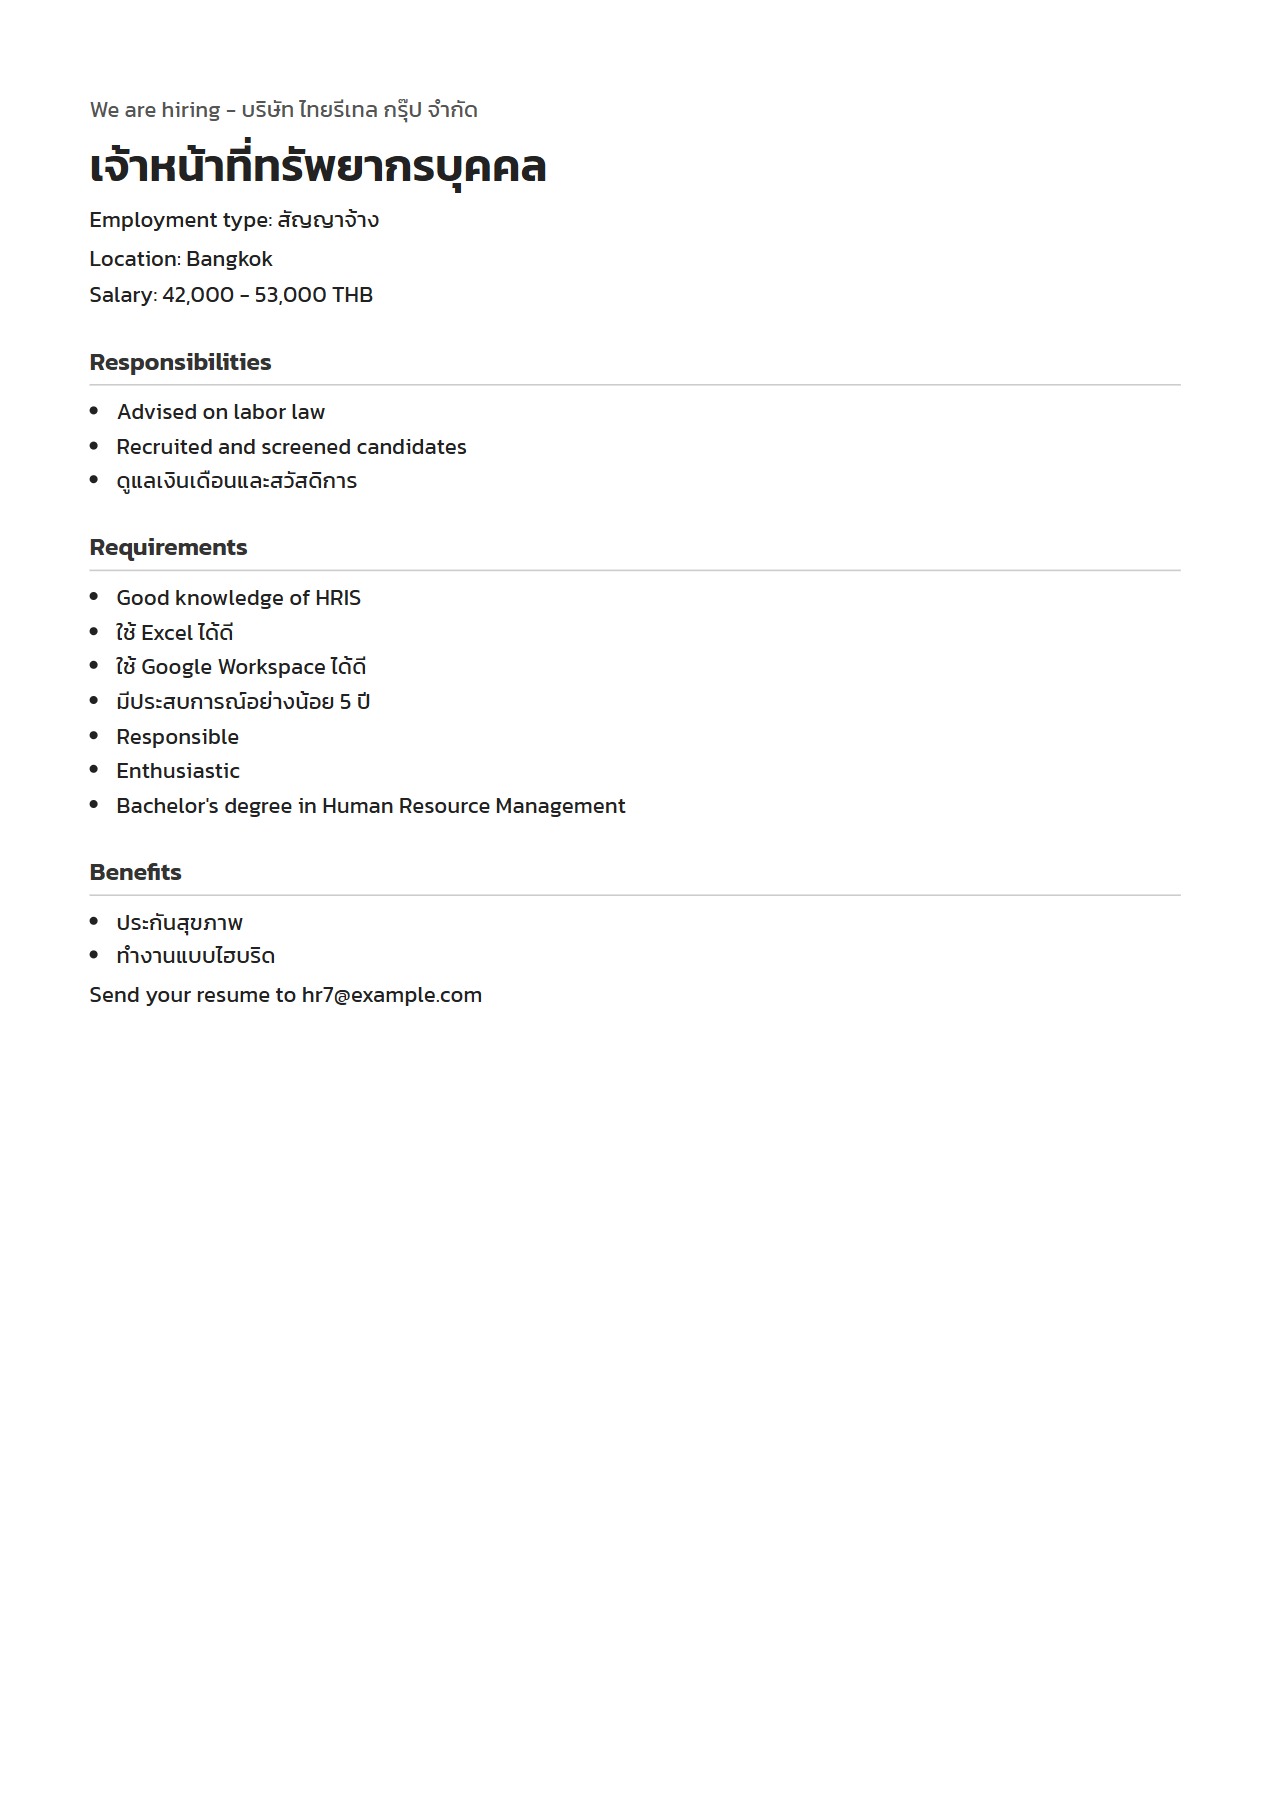 We are hiring - บริษัท ไทยรีเทล กรุ๊ป จำกัด
เจ้าหน้าที่ทรัพยากรบุคคล
Employment type: สัญญาจ้าง
Location: Bangkok
Salary: 42,000 - 53,000 THB
Responsibilities
• Advised on labor law
• Recruited and screened candidates
• ดูแลเงินเดือนและสวัสดิการ
Requirements
• Good knowledge of HRIS
• ใช้ Excel ได้ดี
• ใช้ Google Workspace ได้ดี
• มีประสบการณ์อย่างน้อย 5 ปี
• Responsible
• Enthusiastic
• Bachelor's degree in Human Resource Management
Benefits
• ประกันสุขภาพ
• ทำงานแบบไฮบริด
Send your resume to hr7@example.com